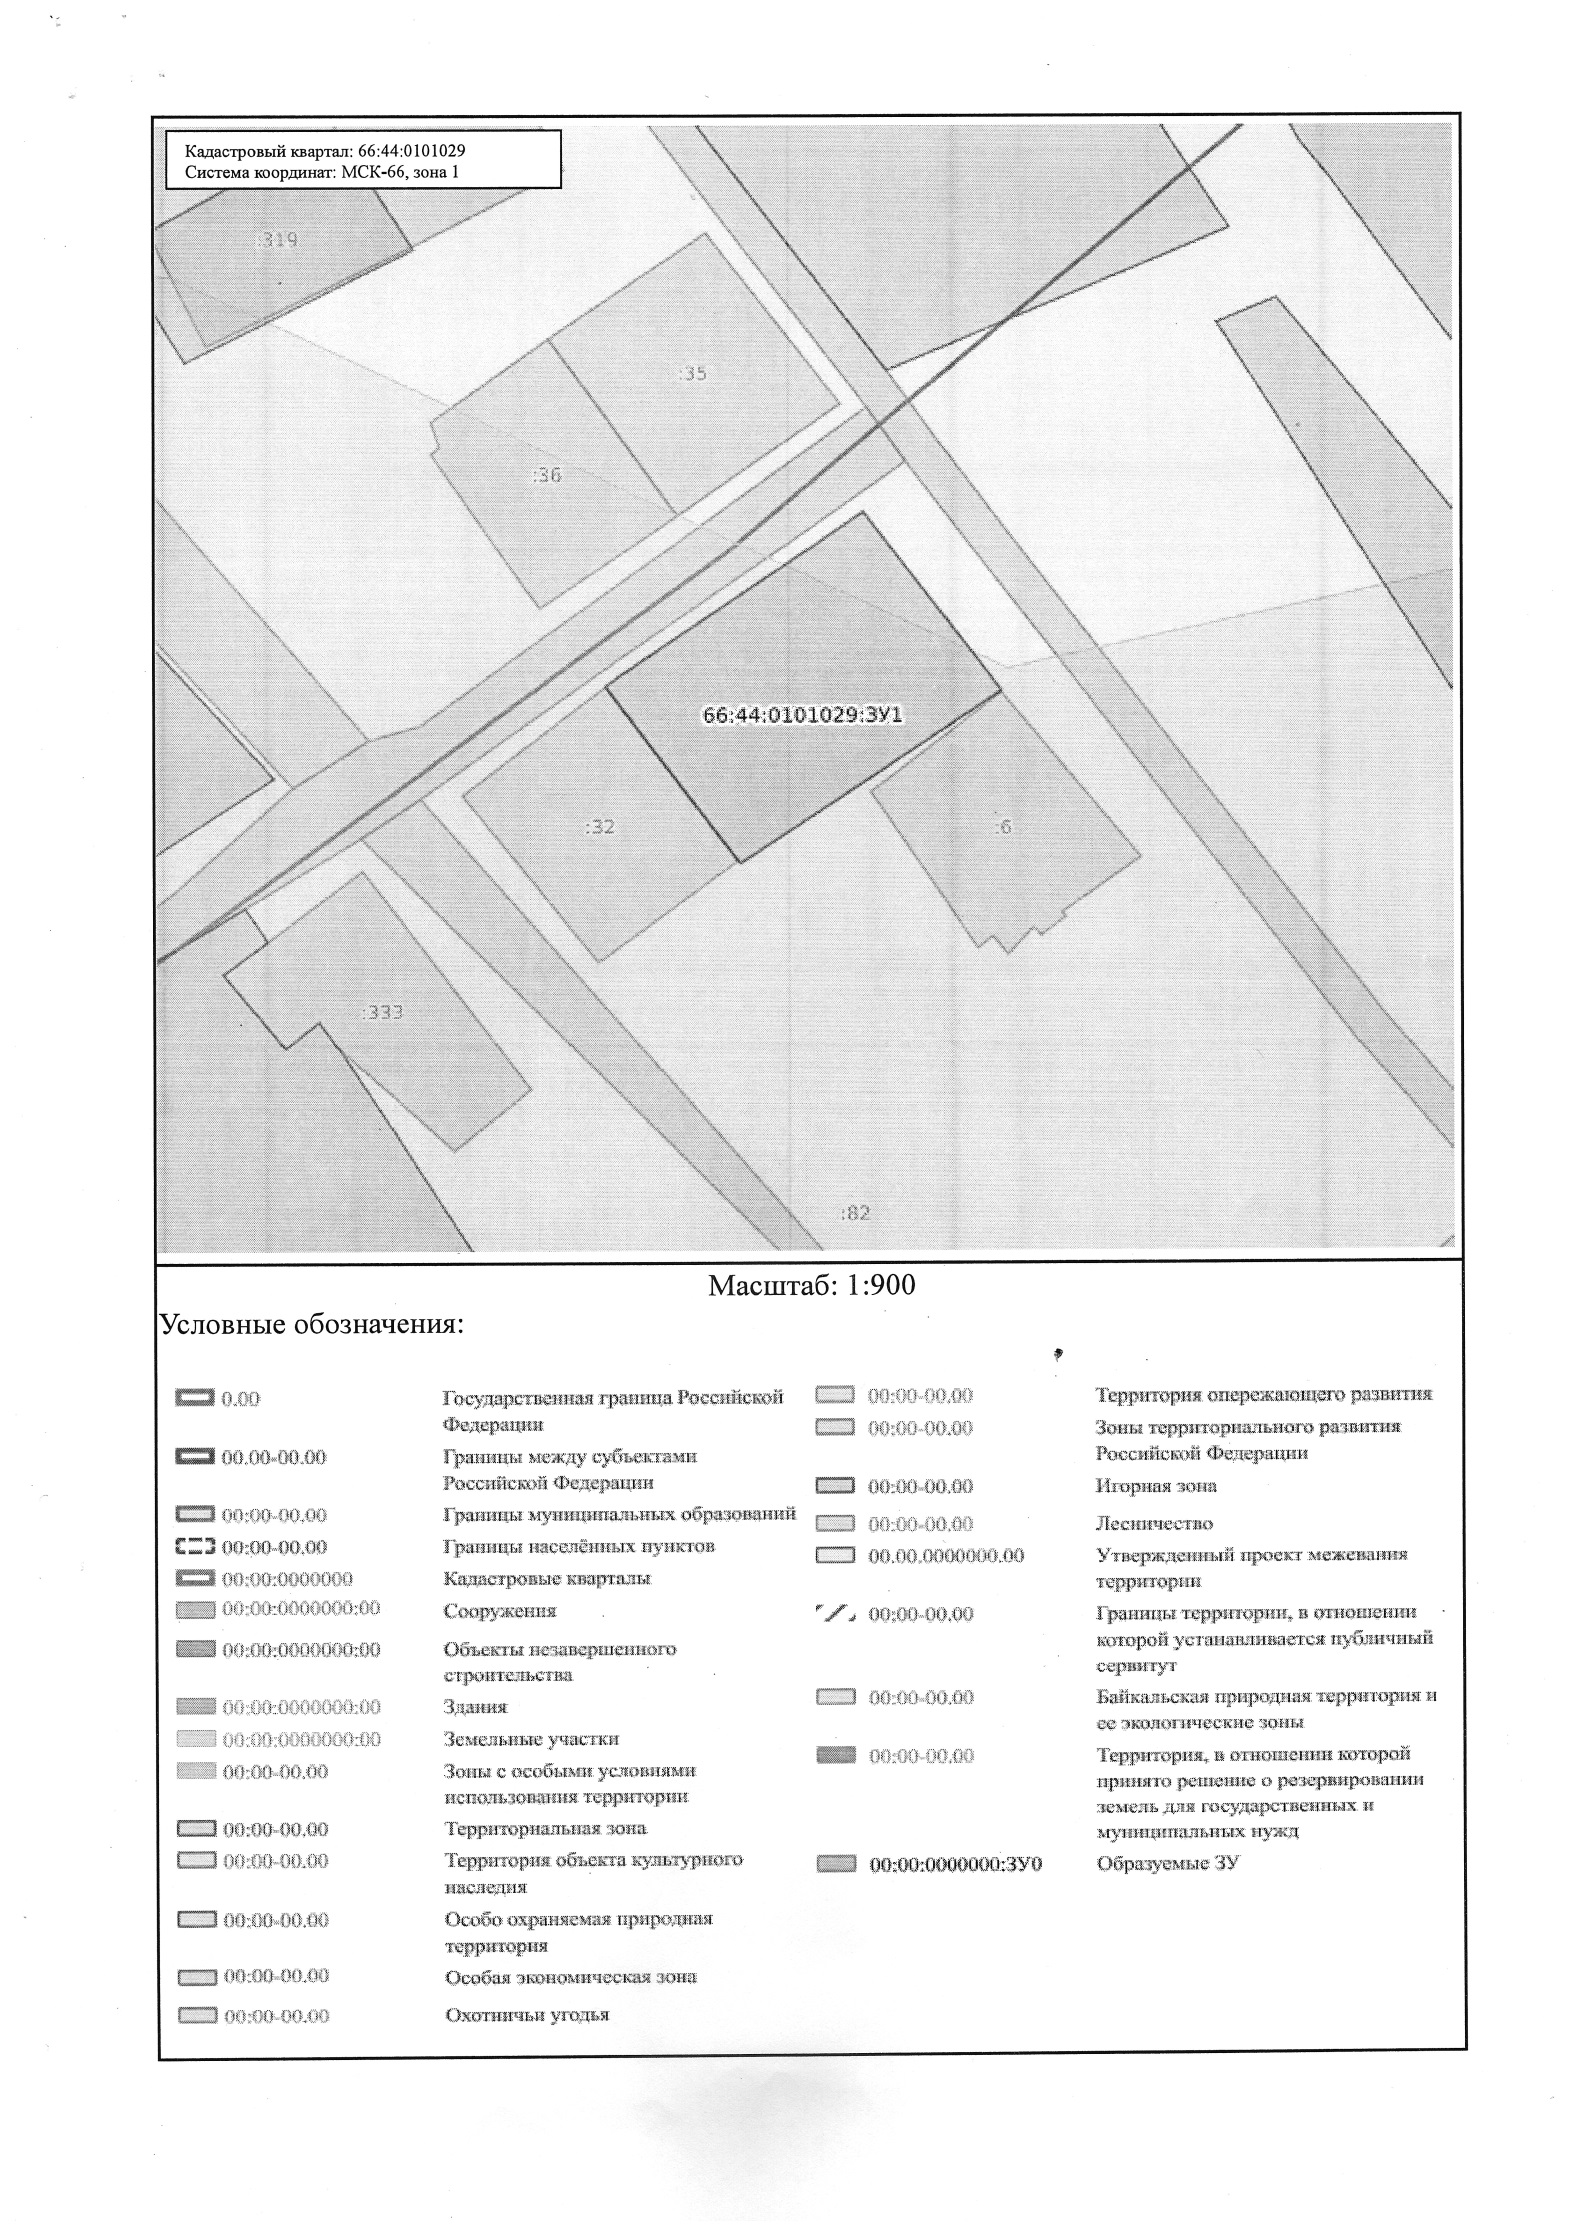 Кадастровый квартал: 66:44:0101029
Система координат: МСК-66, зона 1
:319
:35
:36
66:44:0101029:ЗУ1
:32
:6
:333
:82
Масштаб: 1:900
Условные обозначения:
0.00 Государственная граница Российской
Федерации
00.00-00.00 Границы между субъектами
Российской Федерации
00:00-00.00 Границы муниципальных образований
00:00-00.00 Границы населённых пунктов
00:00:0000000 Кадастровые кварталы
00:00:0000000:00 Сооружения
00:00:0000000:00 Объекты незавершенного
строительства
00:00:0000000:00 Здания
00:00:0000000:00 Земельные участки
00:00-00.00 Зоны с особыми условиями
использования территории
00:00-00.00 Территориальная зона
00:00-00.00 Территория объекта культурного
наследия
00:00-00.00 Особо охраняемая природная
территория
00:00-00.00 Особая экономическая зона
00:00-00.00 Охотничьи угодья
00:00-00.00 Территория опережающего развития
00:00-00.00 Зоны территориального развития
Российской Федерации
00:00-00.00 Игорная зона
00:00-00.00 Лесничество
00.00.0000000.00 Утвержденный проект межевания
территории
00:00-00.00 Границы территории, в отношении
которой устанавливается публичный
сервитут
00:00-00.00 Байкальская природная территория и
ее экологические зоны
00:00-00.00 Территория, в отношении которой
принято решение о резервировании
земель для государственных и
муниципальных нужд
00:00:0000000:ЗУ0 Образуемые ЗУ